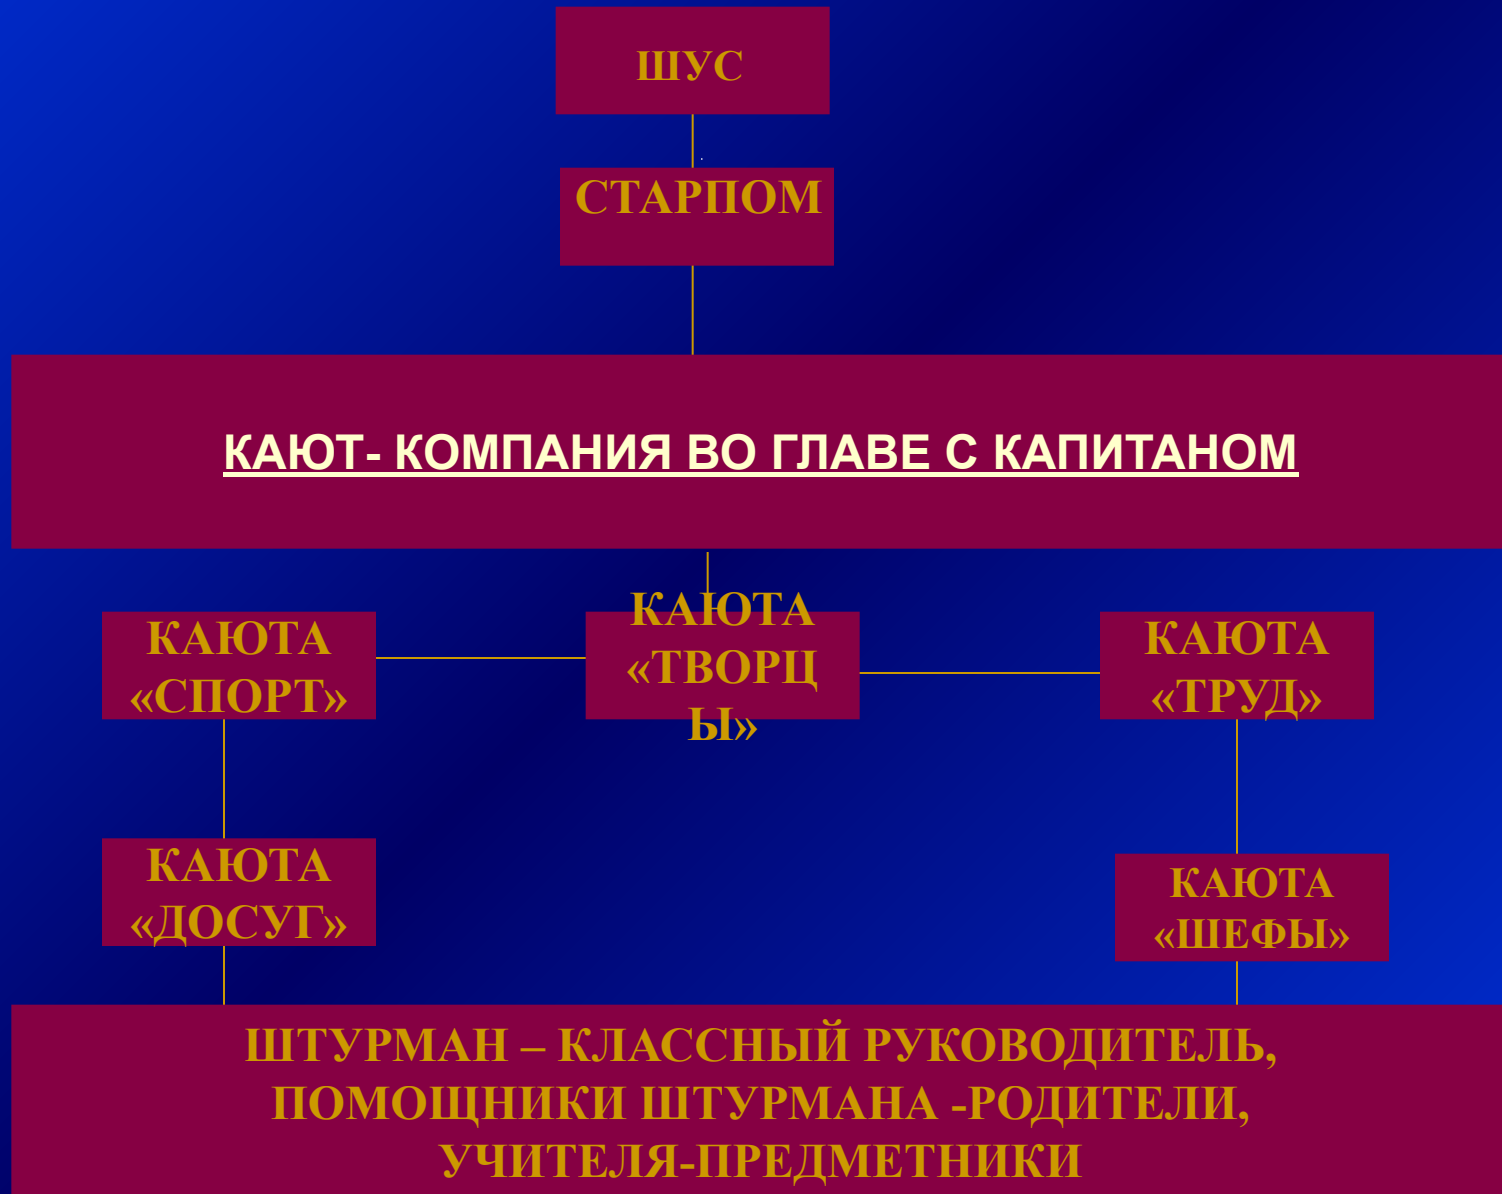 ШУС
СТАРПОМ
КАЮТ- КОМПАНИЯ ВО ГЛАВЕ С КАПИТАНОМ
КАЮТА
«СПОРТ»
КАЮТА
«ТВОРЦ
Ы»
КАЮТА
«ТРУД»
КАЮТА
«ДОСУГ»
КАЮТА
«ШЕФЫ»
ШТУРМАН – КЛАССНЫЙ РУКОВОДИТЕЛЬ,
ПОМОЩНИКИ ШТУРМАНА -РОДИТЕЛИ,
УЧИТЕЛЯ-ПРЕДМЕТНИКИ